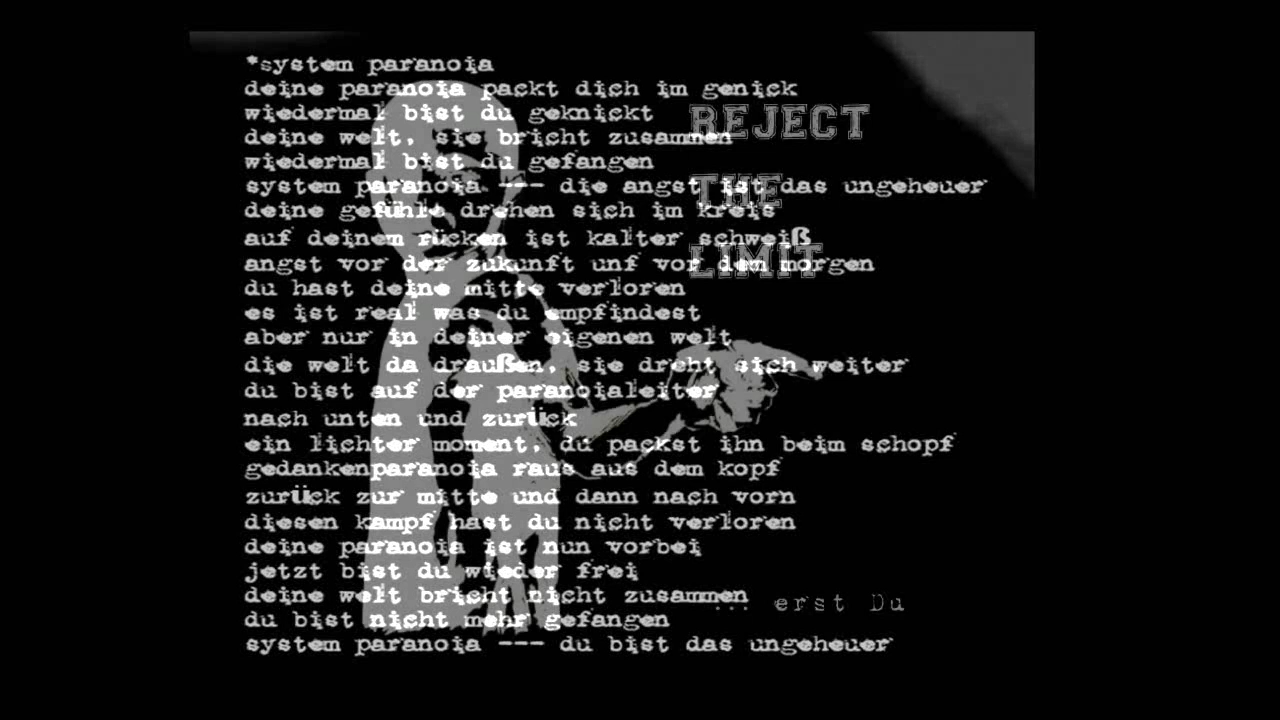 *system paranoia
deine paranoia packt dich im genick
wiedermal bist du geknickt
deine welt, sie bricht zusammen
wiedermal bist du gefangen
system paranoia --- die angst ist das ungeheuer
deine gefühle drehen sich im kreis
auf deinem rücken ist kalter schweiß
angst vor der zukunft unf vor dem morgen
du hast deine mitte verloren
es ist real was du empfindest
aber nur in deiner eigenen welt
die welt da draußen, sie dreht sich weiter
du bist auf der paranoialeiter
nach unten und zurück
ein lichter moment, du packst ihn beim schopf
gedankenparanoia raus aus dem kopf
zurück zur mitte und dann nach vorn
diesen kampf hast du nicht verloren
deine paranoia ist nun vorbei
jetzt bist du wieder frei
deine welt bricht nicht zusammen
du bist nicht mehr gefangen
system paranoia --- du bist das ungeheuer
REJECT
THE
LIMIT
... erst Du